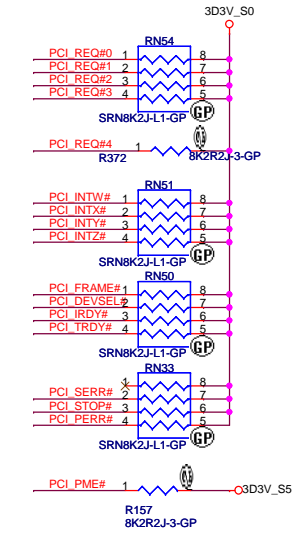 3D3V_S0
RN54
PCI_REQ#0 1 8
PCI_REQ#1 2 7
PCI_REQ#2 3 6
PCI_REQ#3 4 5
GP
SRN8K2J-L1-GP
PCI_REQ#4 1
R372 8K2R2J-3-GP
RN51
PCI_INTW# 1 8
PCI_INTX# 2 7
PCI_INTY# 3 6
PCI_INTZ# 4 5
SRN8K2J-L1-GP GP
RN50
PCI_FRAME# 1 8
PCI_DEVSEL# 2 7
PCI_IRDY# 3 6
PCI_TRDY# 4 5
SRN8K2J-L1-GP GP
RN33
1 8
PCI_SERR# 2 7
PCI_STOP# 3 6
PCI_PERR# 4 5
SRN8K2J-L1-GP GP
PCI_PME# 1 3D3V_S5
R157
8K2R2J-3-GP